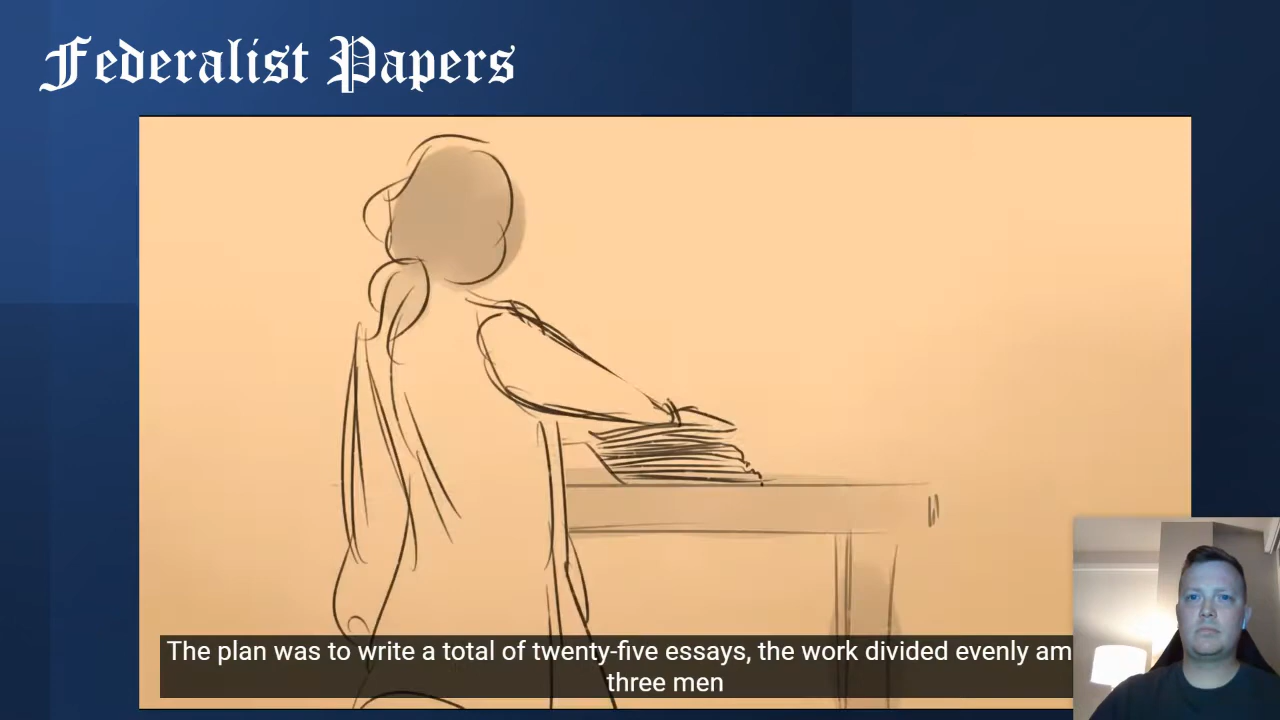 Federalist Papers
The plan was to write a total of twenty-five essays, the work divided evenly am
three men